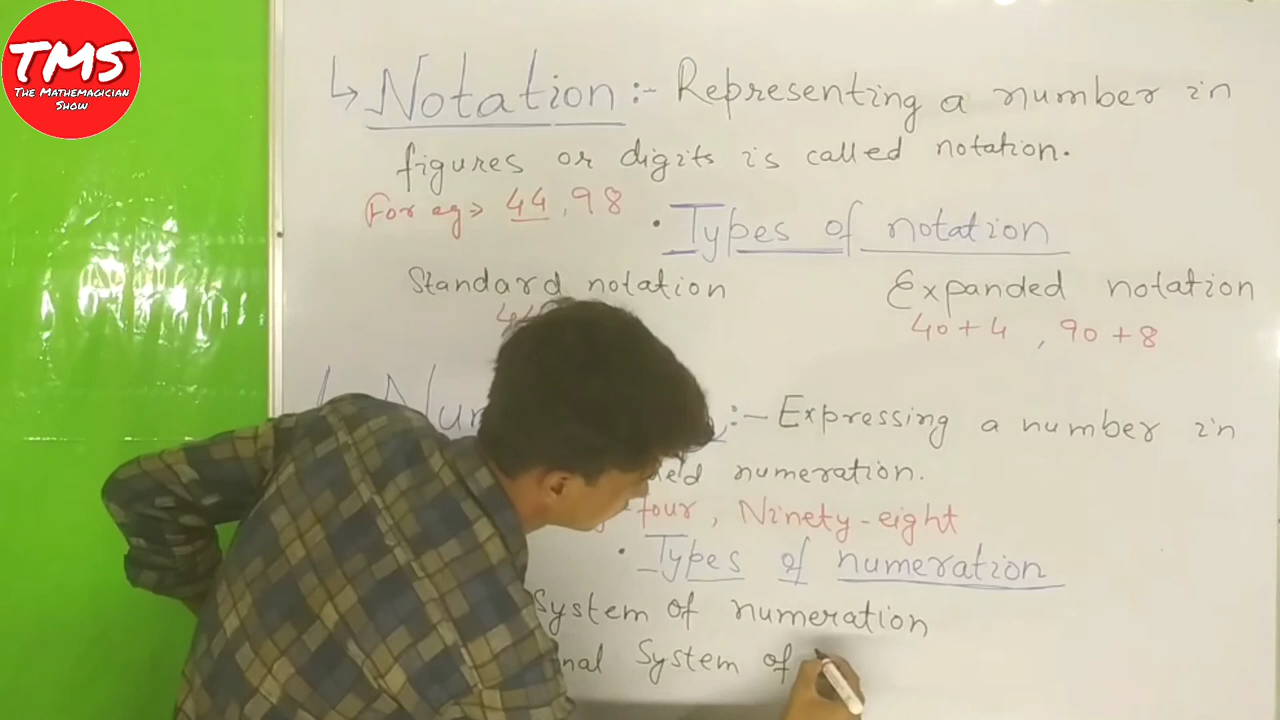 TMS
THE MATHEMAGICIAN
SHOW
↳ Notation :- Representing a number in
figures or digits is called notation.
For eg → 44, 98
• Types of notation
Standard notation Expanded notation
40+4, 90+8
:- Expressing a number in
numeration.
four, Ninety-eight
• Types of numeration
System of numeration
System of